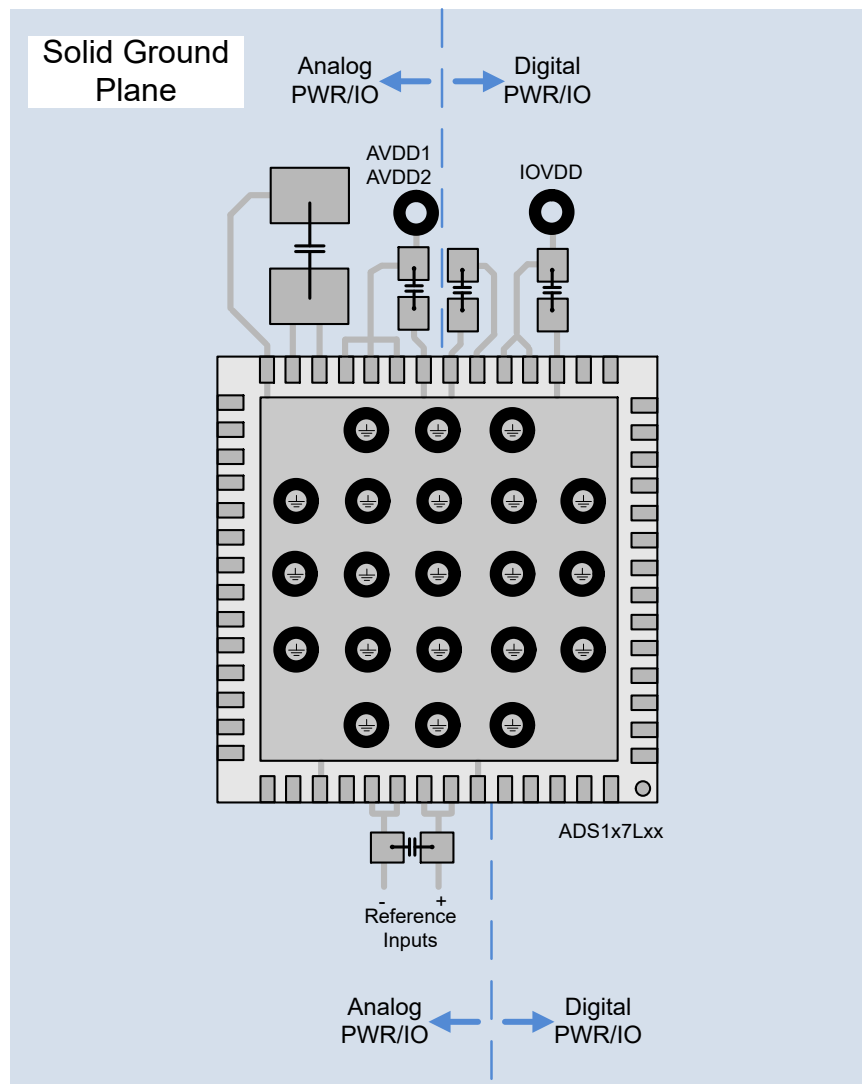 Solid Ground
Plane
Analog
PWR/IO
Digital
PWR/IO
AVDD1
AVDD2
IOVDD
ADS1x7Lxx
- +
Reference
Inputs
Analog
PWR/IO
Digital
PWR/IO